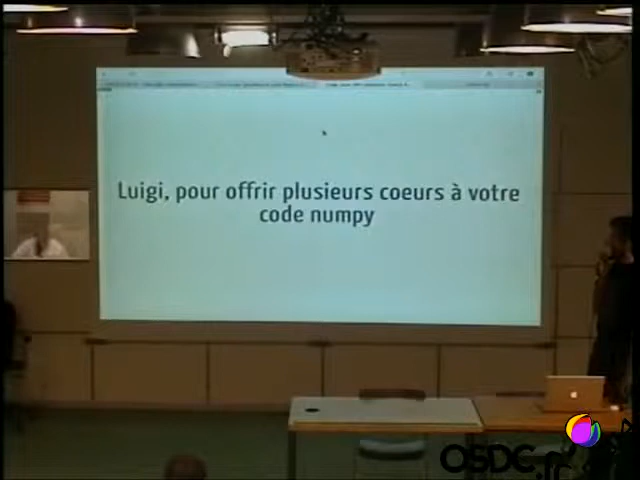 Luigi, pour offrir plusieurs coeurs à votre
code numpy
OSDC.fr